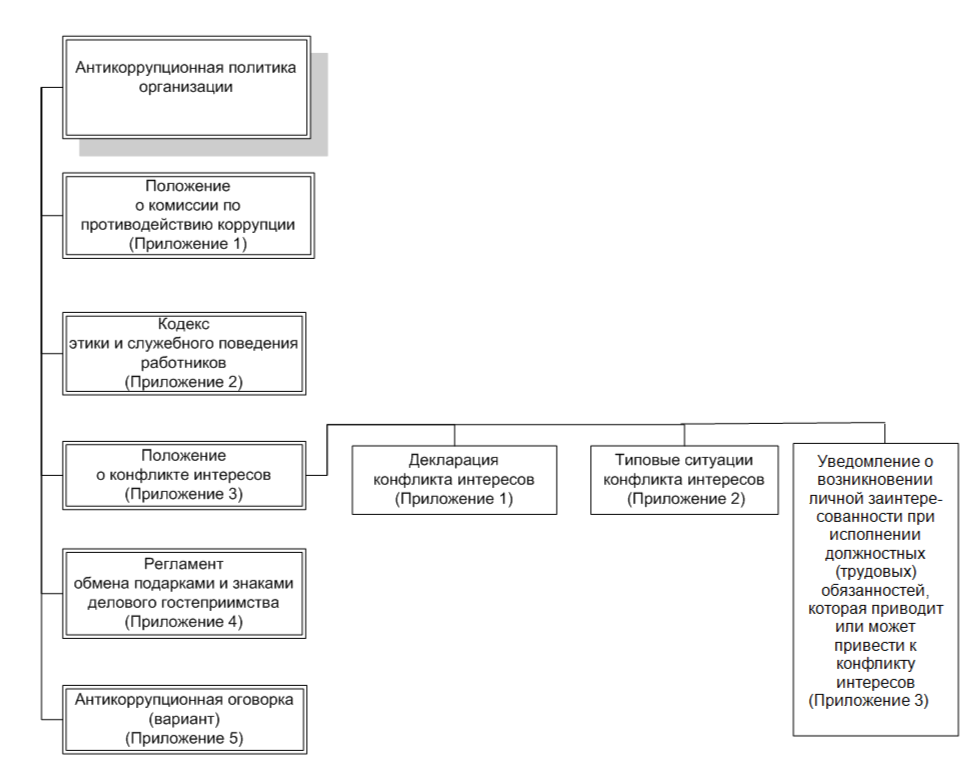 Антикоррупционная политика
организации
Положение
о комиссии по
противодействию коррупции
(Приложение 1)
Кодекс
этики и служебного поведения
работников
(Приложение 2)
Положение
о конфликте интересов
(Приложение 3)
Декларация
конфликта интересов
(Приложение 1)
Типовые ситуации
конфликта интересов
(Приложение 2)
Уведомление о
возникновении
личной заинтере-
сованности при
исполнении
должностных
(трудовых)
обязанностей,
которая приводит
или может
привести к
конфликту
интересов
(Приложение 3)
Регламент
обмена подарками и знаками
делового гостеприимства
(Приложение 4)
Антикоррупционная оговорка
(вариант)
(Приложение 5)